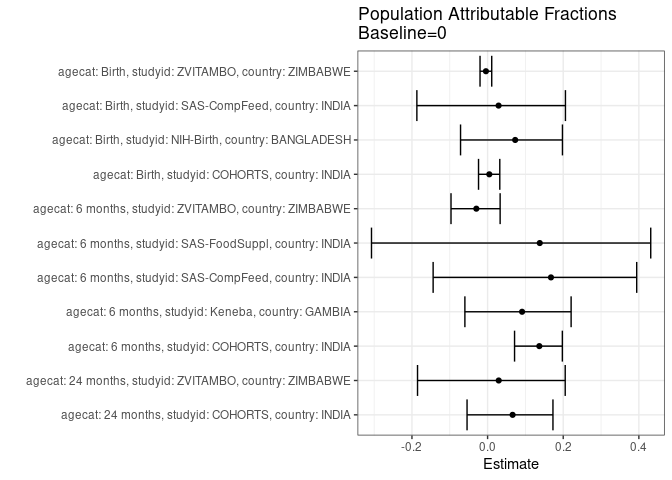 Population Attributable Fractions
Baseline=0
agecat: Birth, studyid: ZVITAMBO, country: ZIMBABWE
agecat: Birth, studyid: SAS-CompFeed, country: INDIA
agecat: Birth, studyid: NIH-Birth, country: BANGLADESH
agecat: Birth, studyid: COHORTS, country: INDIA
agecat: 6 months, studyid: ZVITAMBO, country: ZIMBABWE
agecat: 6 months, studyid: SAS-FoodSuppl, country: INDIA
agecat: 6 months, studyid: SAS-CompFeed, country: INDIA
agecat: 6 months, studyid: Keneba, country: GAMBIA
agecat: 6 months, studyid: COHORTS, country: INDIA
agecat: 24 months, studyid: ZVITAMBO, country: ZIMBABWE
agecat: 24 months, studyid: COHORTS, country: INDIA
-0.2 0.0 0.2 0.4
Estimate